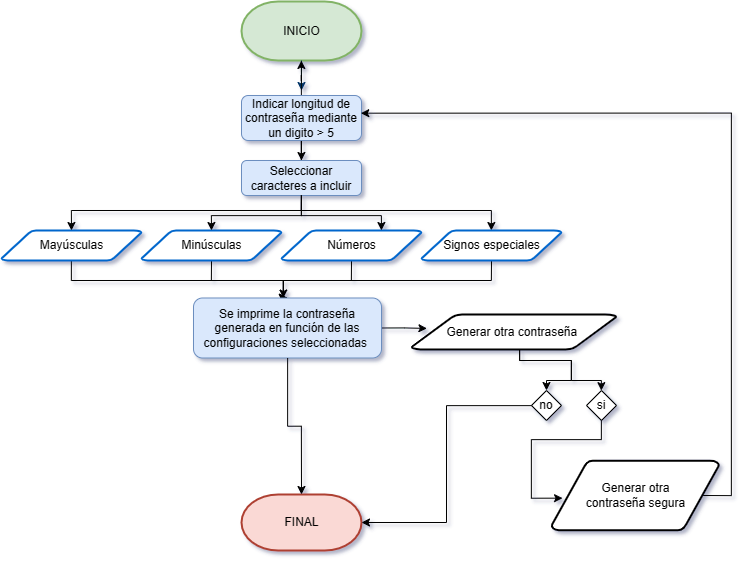 INICIO
Indicar longitud de
contraseña mediante
un digito > 5
Seleccionar
caracteres a incluir
Mayúsculas
Minúsculas
Números
Signos especiales
Se imprime la contraseña
generada en función de las
configuraciones seleccionadas
Generar otra contraseña
no
si
Generar otra
contraseña segura
FINAL